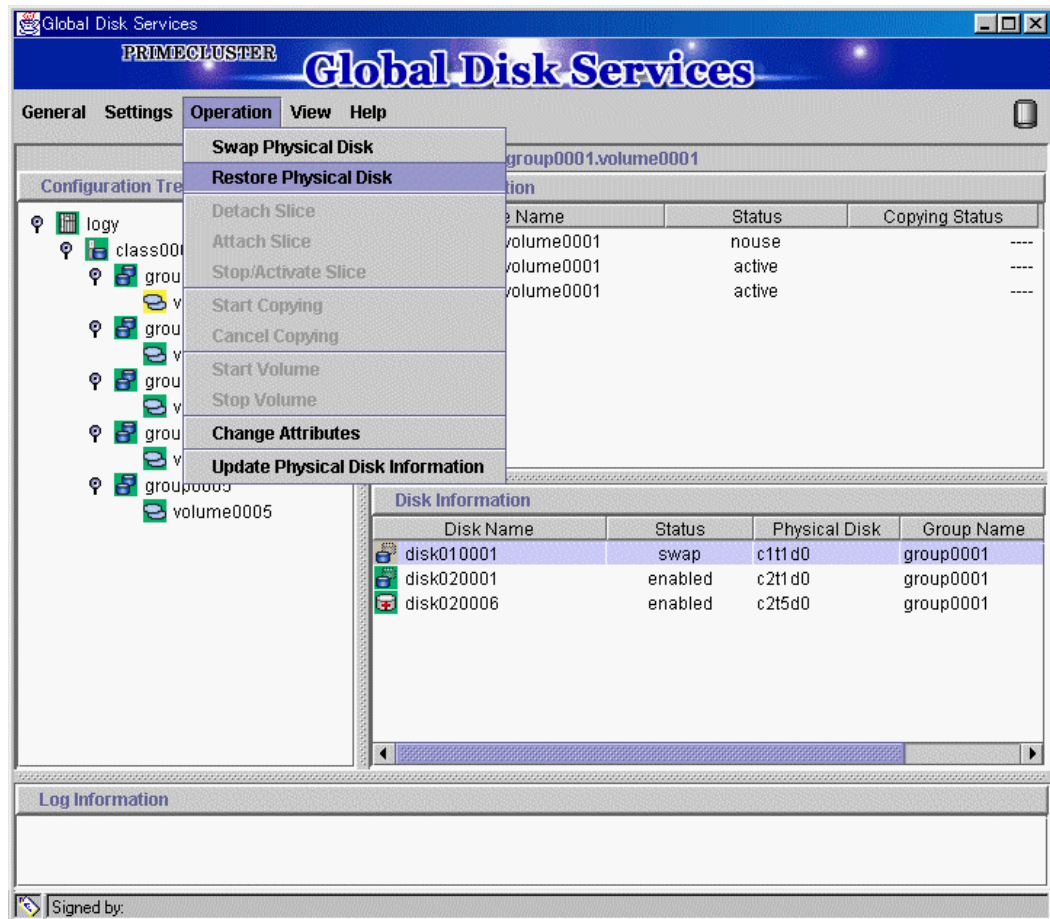 Global Disk Services
PRIMECLUSTER
Global Disk Services
General Settings Operation View Help
group0001.volume0001
Swap Physical Disk
Restore Physical Disk
Detach Slice
Attach Slice
Stop/Activate Slice
Start Copying
Cancel Copying
Start Volume
Stop Volume
Change Attributes
Update Physical Disk Information
Configuration Tre
logy
class00
grou
v
grou
v
grou
v
grou
v
group0005
volume0005
tion
e Name Status Copying Status
volume0001 nouse ----
volume0001 active ----
volume0001 active ----
Disk Information
Disk Name Status Physical Disk Group Name
disk010001 swap c1t1d0 group0001
disk020001 enabled c2t1d0 group0001
disk020006 enabled c2t5d0 group0001
Log Information
Signed by: